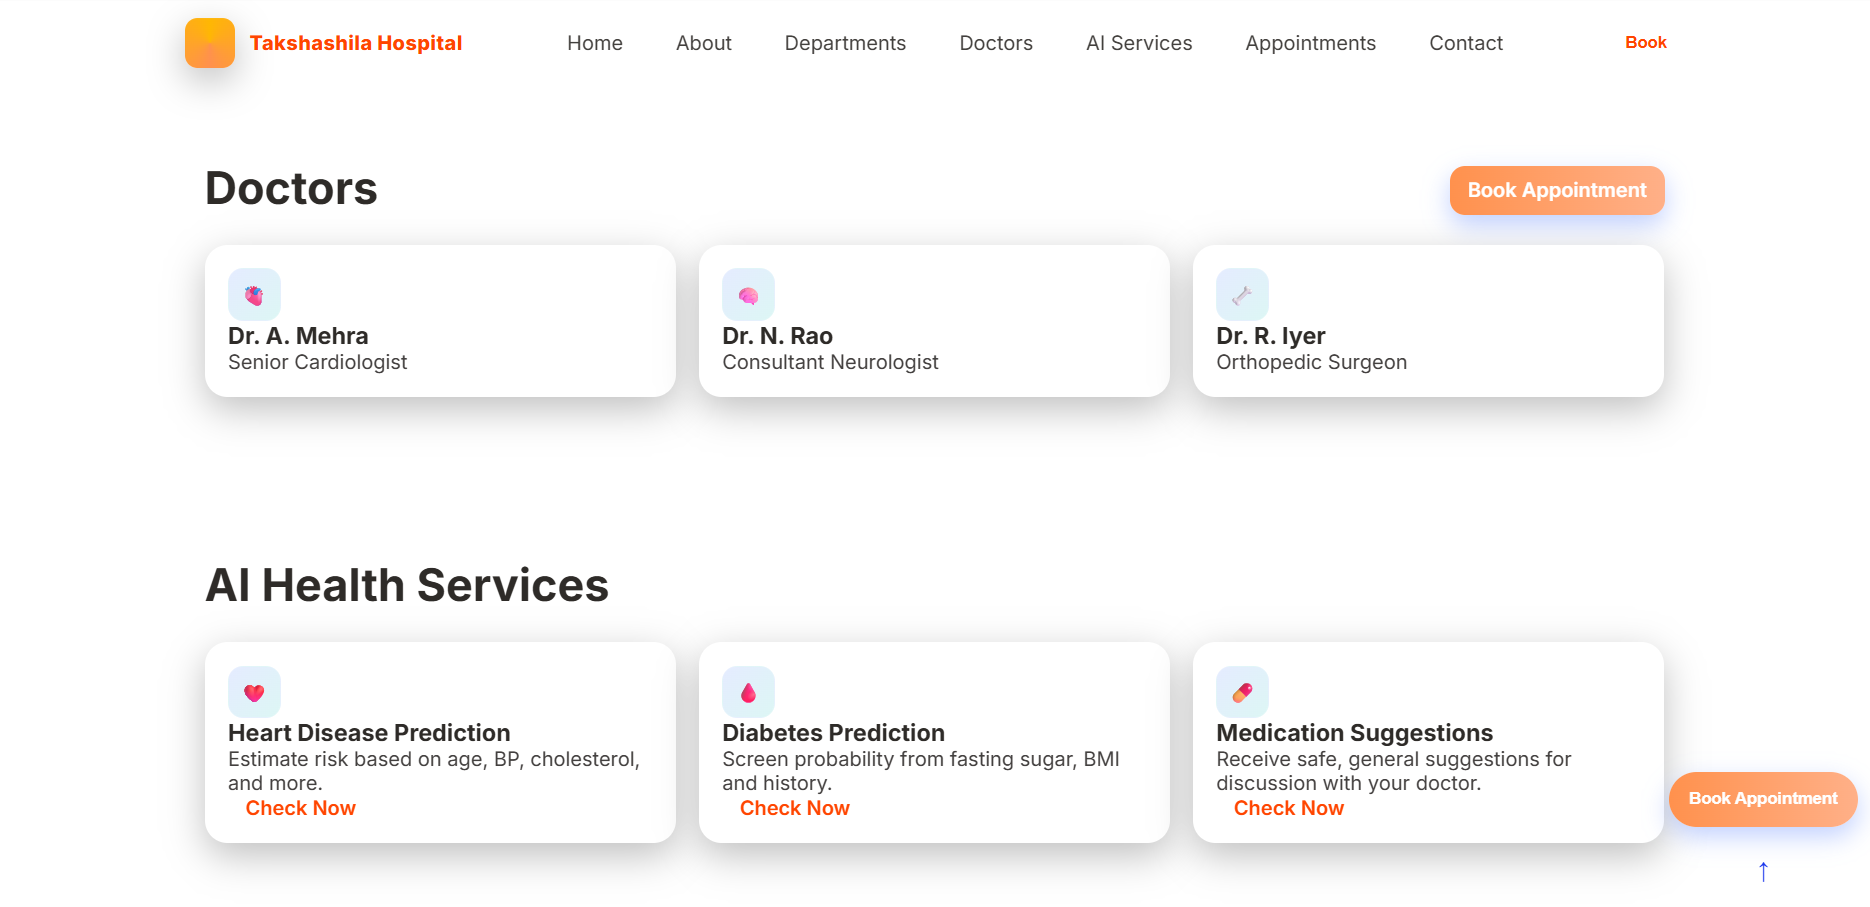 Takshashila Hospital
Home
About
Departments
Doctors
AI Services
Appointments
Contact
Book
Doctors
Book Appointment
Dr. A. Mehra
Senior Cardiologist
Dr. N. Rao
Consultant Neurologist
Dr. R. Iyer
Orthopedic Surgeon
AI Health Services
Heart Disease Prediction
Estimate risk based on age, BP, cholesterol,
and more.
Check Now
Diabetes Prediction
Screen probability from fasting sugar, BMI
and history.
Check Now
Medication Suggestions
Receive safe, general suggestions for
discussion with your doctor.
Check Now
Book Appointment
↑